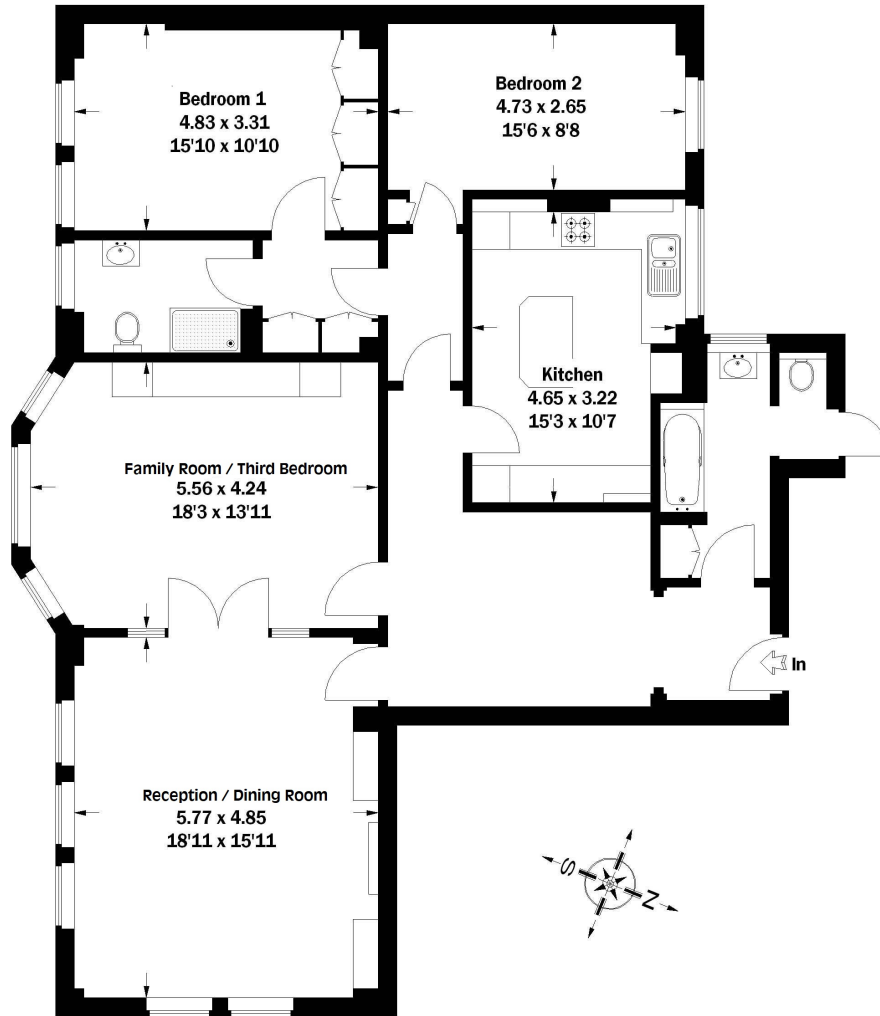 Bedroom 1
4.83 x 3.31
15'10 x 10'10
Bedroom 2
4.73 x 2.65
15'6 x 8'8
Kitchen
4.65 x 3.22
15'3 x 10'7
Family Room / Third Bedroom
5.56 x 4.24
18'3 x 13'11
In
Reception / Dining Room
5.77 x 4.85
18'11 x 15'11
S
N